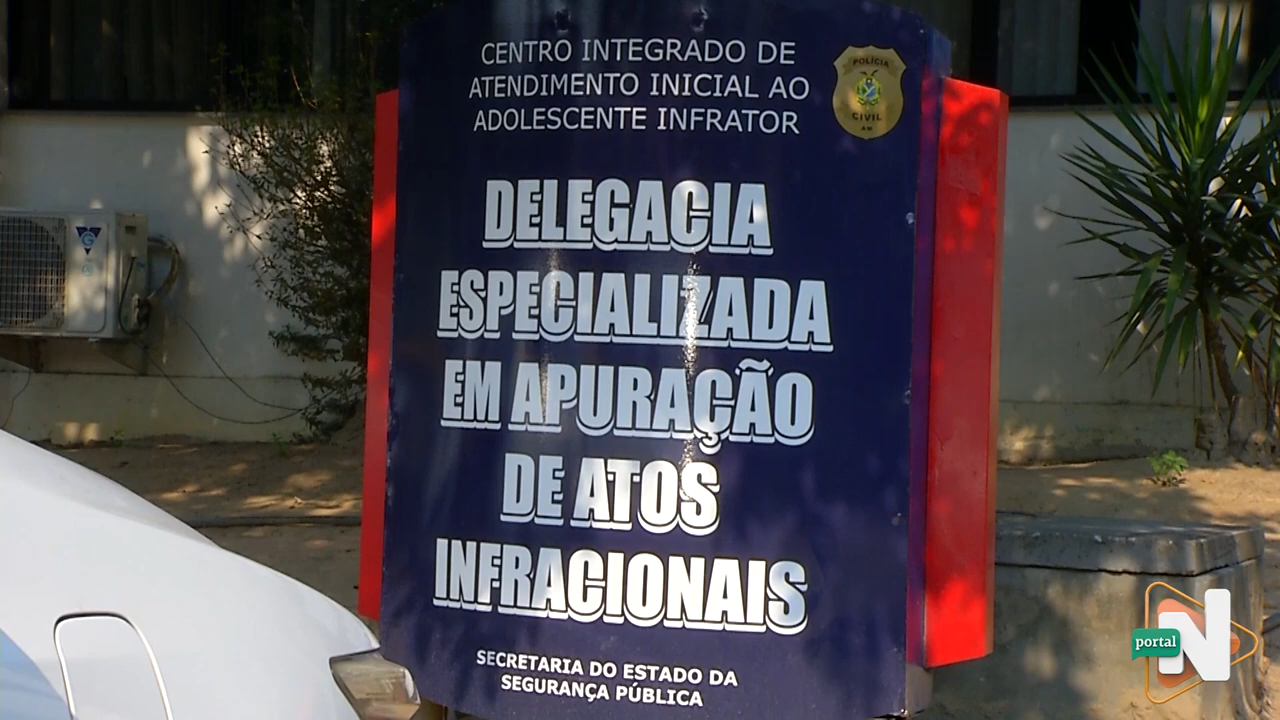 CENTRO INTEGRADO DE
ATENDIMENTO INICIAL AO
ADOLESCENTE INFRATOR
POLÍCIA
CIVIL
AM
DELEGACIA
ESPECIALIZADA
EM APURAÇÃO
DE ATOS
INFRACIONAIS
SECRETARIA DO ESTADO DA
SEGURANÇA PÚBLICA
portal N